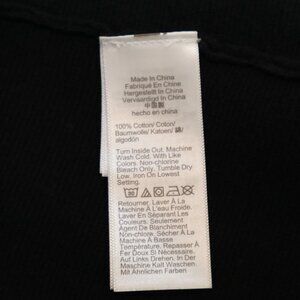 Made In China
Fabriqué En Chine
Hergestellt In China
Vervaardigd In China
中国製
hecho en china
100% Cotton/ Coton/
Baumwolle/ Katoen/ 綿/
algodón
Turn Inside Out. Machine
Wash Cold. With Like
Colors. Non-chlorine
Bleach Only. Tumble Dry
Low. Iron On Lowest
Setting.
Retourner. Laver À La
Machine À L'eau Froide.
Laver En Séparant Les
Couleurs. Seulement
Agent De Blanchiment
Non-chlore. Sécher À La
Machine À Basse
Température. Repasser À
Fer Doux Si Nécessaire.
Auf Links Drehen. In Der
Maschine Kalt Waschen
Mit Ähnlichen Farben